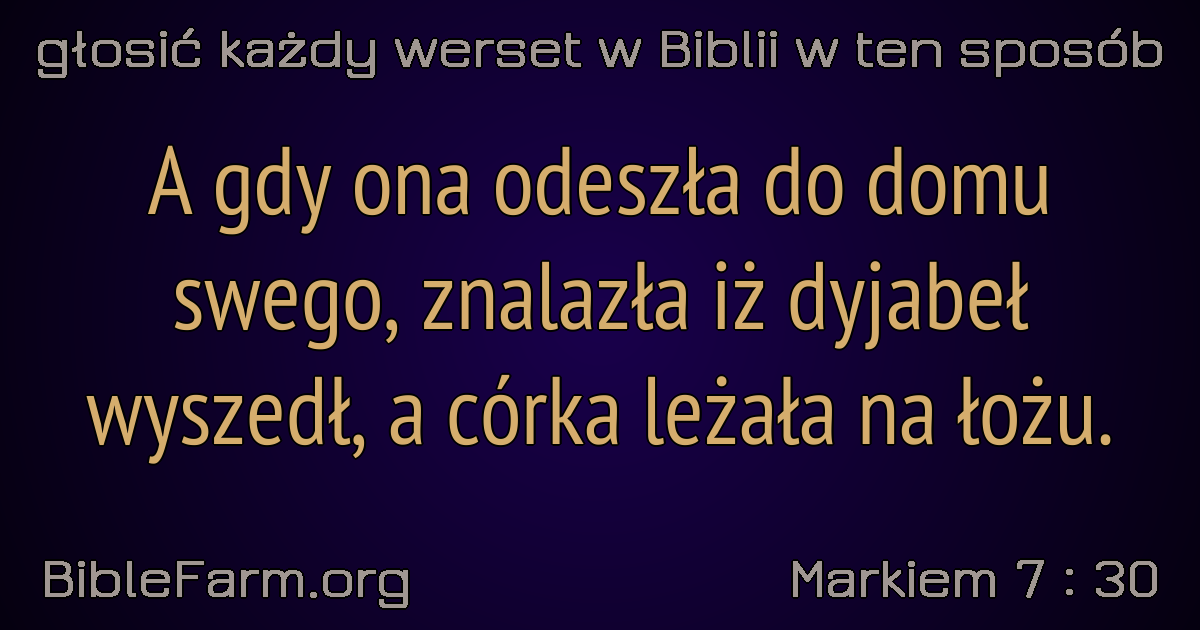 głosić każdy werset w Biblii w ten sposób
A gdy ona odeszła do domu
swego, znalazła iż dyjabeł
wyszedł, a córka leżała na łożu.
BibleFarm.org
Markiem 7 : 30